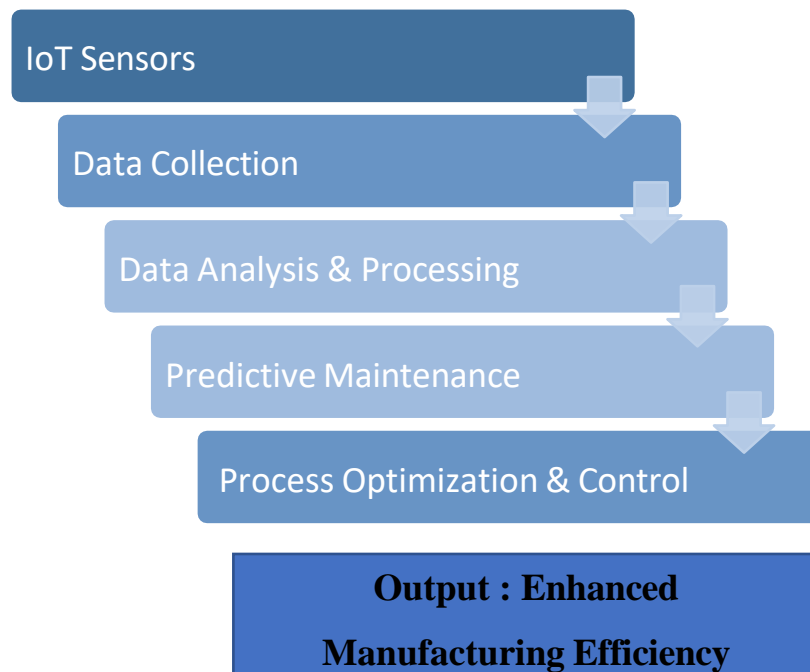 IoT Sensors
Data Collection
Data Analysis & Processing
Predictive Maintenance
Process Optimization & Control
Output : Enhanced
Manufacturing Efficiency